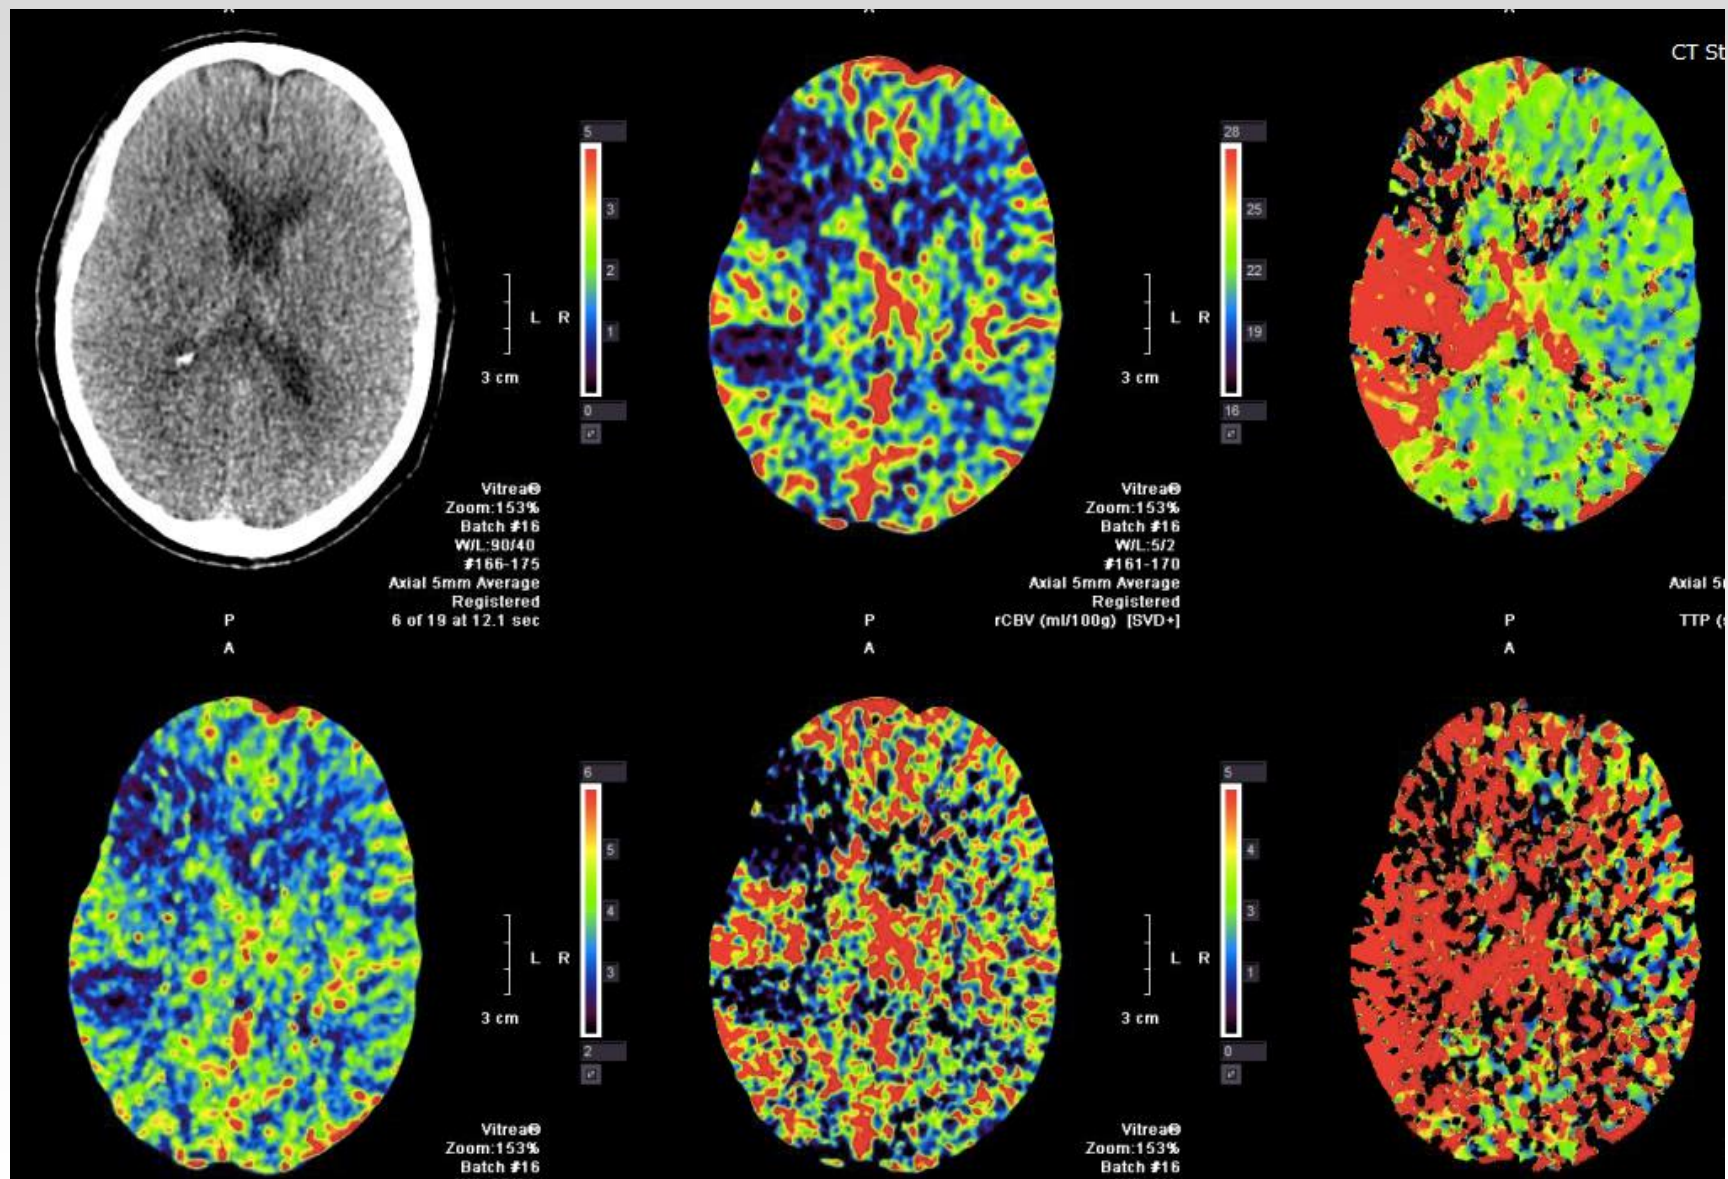 CT St
5
3
2
1
0
L
3 cm
Vitrea®
Zoom:153%
Batch #16
W/L:90/40
#166-175
Axial 5mm Average
Registered
6 of 19 at 12.1 sec
P
R
28
25
22
19
16
L
3 cm
Vitrea®
Zoom:153%
Batch #16
W/L:5/2
#161-170
Axial 5mm Average
Registered
rCBV (ml/100g) [SVD+]
P
R
Axial 5
TTP (
P
A
6
5
4
3
2
L
3 cm
Vitrea®
Zoom:153%
Batch #16
A
R
5
4
3
1
0
L
3 cm
Vitrea®
Zoom:153%
Batch #16
A
R